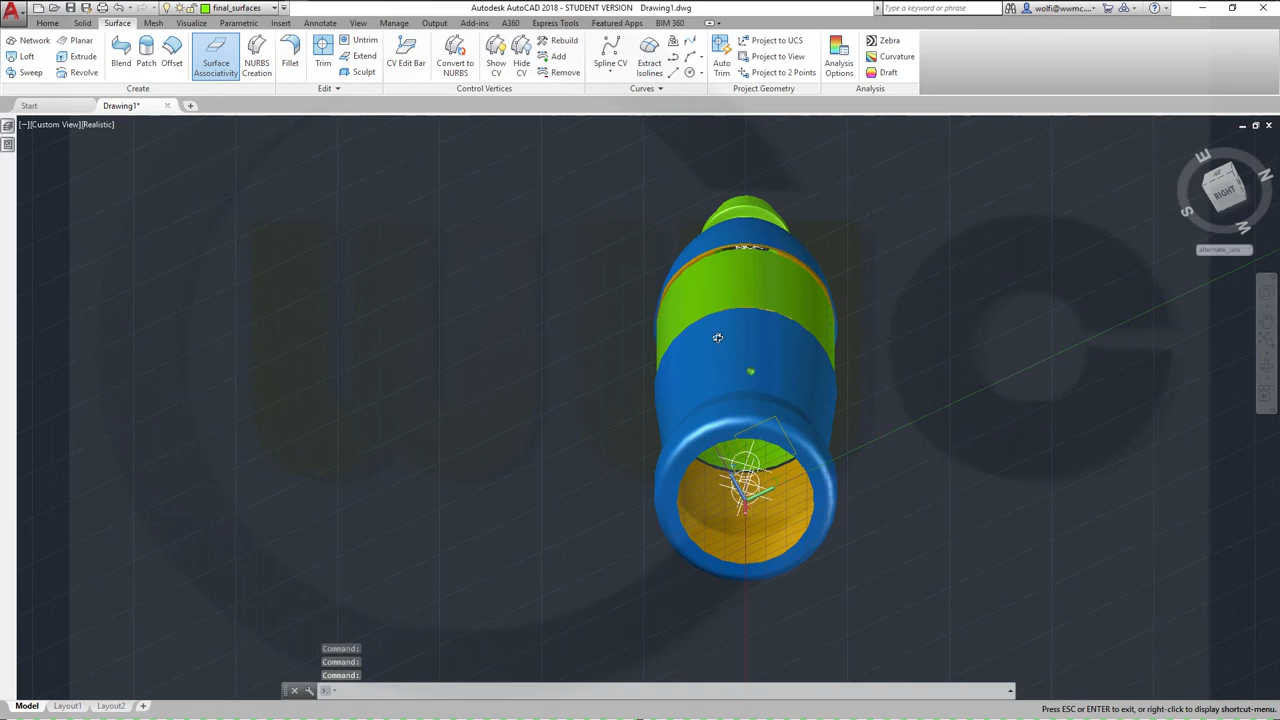 final_surfaces
Autodesk AutoCAD 2018 - STUDENT VERSION Drawing1.dwg
Type a keyword or phrase
wolfi@wwmc...
Home Solid Surface Mesh Visualize Parametric Insert Annotate View Manage Output Add-ins A360 Express Tools Featured Apps BIM 360
Network Planar
Loft Extrude
Sweep Revolve
Blend Patch Offset
Surface
Associativity
NURBS
Creation
Fillet
Trim
Untrim
Extend
Sculpt
CV Edit Bar
Convert to
NURBS
Show
CV
Hide
CV
Rebuild
Add
Remove
Spline CV
Extract
Isolines
Auto
Trim
Project to UCS
Project to View
Project to 2 Points
Analysis
Options
Zebra
Curvature
Draft
Create Edit Control Vertices Curves Project Geometry Analysis
Start Drawing1*
[−][Custom View][Realistic]
E
N
RIGHT
S
W
alternate_ucs
Command:
Command:
Command:
Model Layout1 Layout2
Press ESC or ENTER to exit, or right-click to display shortcut-menu.